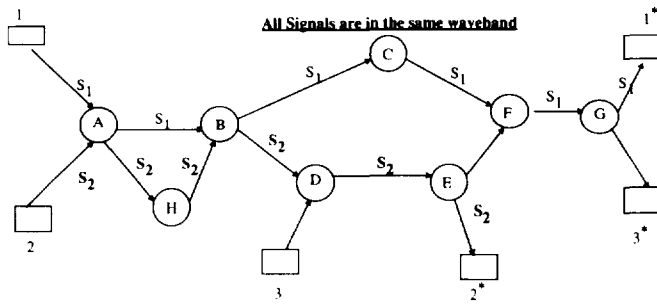 All Signals are in the same waveband
1
1*
S1
C
S1
S1
S1
S1
A
S1
B
F
G
S2
S2
S2
S2
S2
D
E
H
S2
2
3
2*
3*